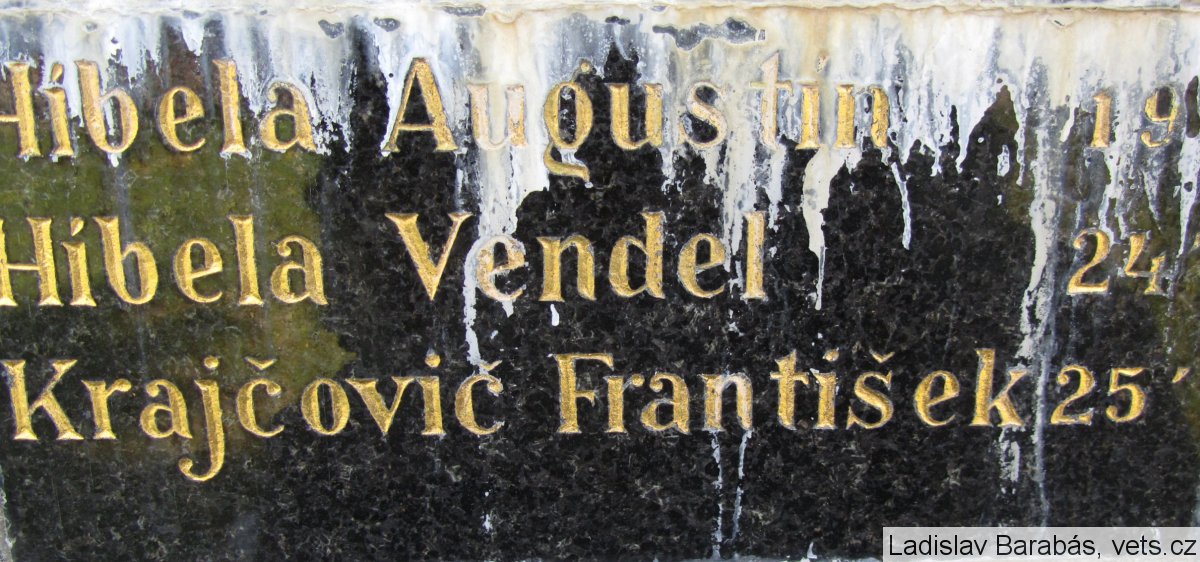 Híbela Augustín 19
Híbela Vendel 24
Krajčovič František 25
Ladislav Barabás, vets.cz